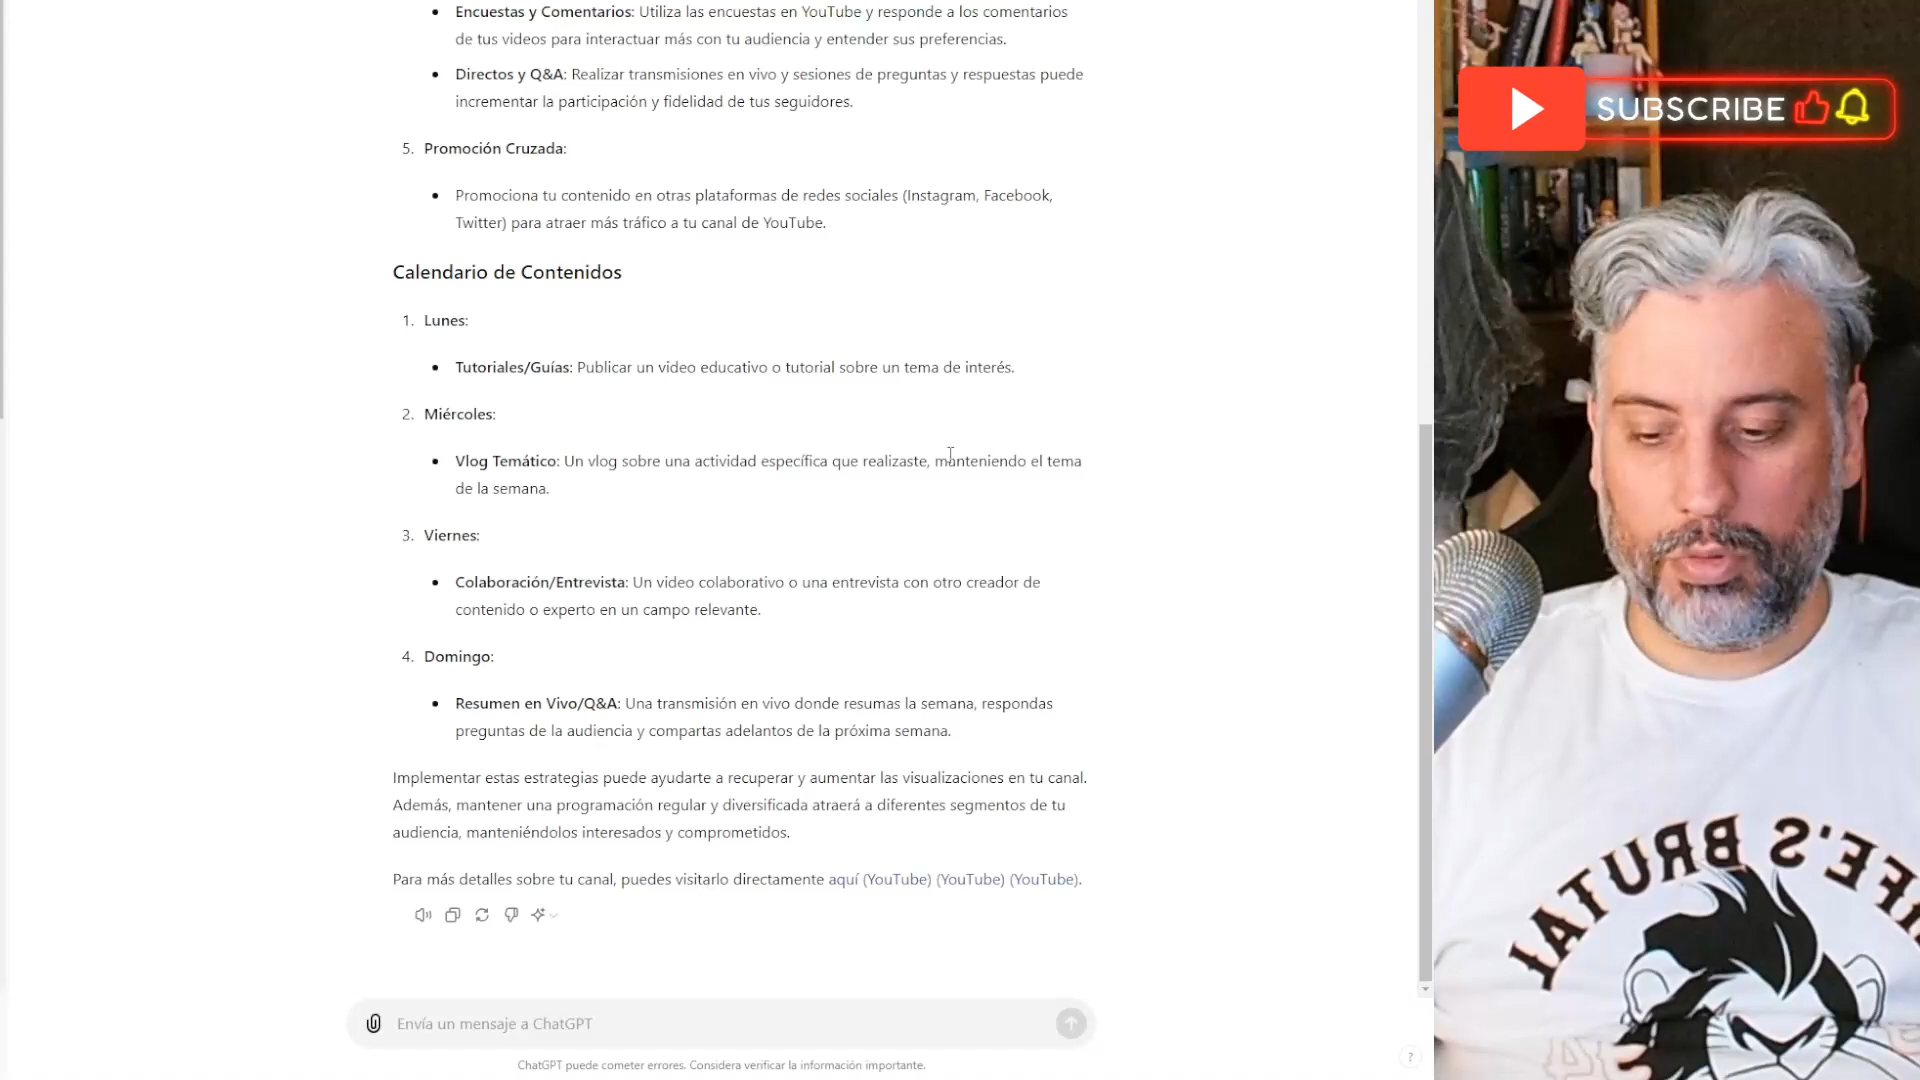 Encuestas y Comentarios: Utiliza las encuestas en YouTube y responde a los comentarios
de tus videos para interactuar más con tu audiencia y entender sus preferencias.
Directos y Q&A: Realizar transmisiones en vivo y sesiones de preguntas y respuestas puede
incrementar la participación y fidelidad de tus seguidores.
5. Promoción Cruzada:
Promociona tu contenido en otras plataformas de redes sociales (Instagram, Facebook,
Twitter) para atraer más tráfico a tu canal de YouTube.
Calendario de Contenidos
1. Lunes:
Tutoriales/Guías: Publicar un video educativo o tutorial sobre un tema de interés.
2. Miércoles:
Vlog Temático: Un vlog sobre una actividad específica que realizaste, manteniendo el tema
de la semana.
3. Viernes:
Colaboración/Entrevista: Un video colaborativo o una entrevista con otro creador de
contenido o experto en un campo relevante.
4. Domingo:
Resumen en Vivo/Q&A: Una transmisión en vivo donde resumas la semana, respondas
preguntas de la audiencia y compartas adelantos de la próxima semana.
Implementar estas estrategias puede ayudarte a recuperar y aumentar las visualizaciones en tu canal.
Además, mantener una programación regular y diversificada atraerá a diferentes segmentos de tu
audiencia, manteniéndolos interesados y comprometidos.
Para más detalles sobre tu canal, puedes visitarlo directamente aquí (YouTube) (YouTube) (YouTube).
Envía un mensaje a ChatGPT
ChatGPT puede cometer errores. Considera verificar la información importante.
?
SUBSCRIBE